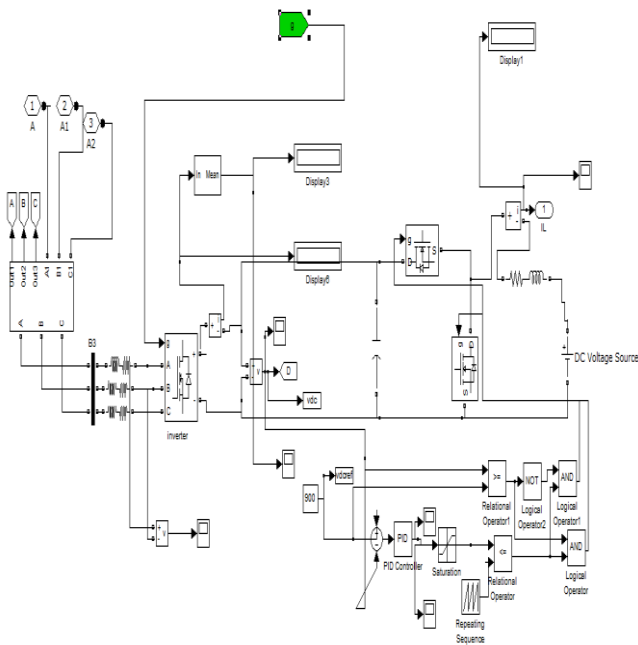 g
Display1
1
2
3
A
A1
A2
In
Mean
Display3
A
B
C
+
i
-
1
IL
g
D
T
S
Out1
Out2
Out3
A1
B1
C1
Display6
A
B
C
+
i
g
D
S
B3
g
A
B
C
+
-
inverter
+
-
v
D
vdc
+
DC Voltage Source
900
vdcref
>=
Relational
Operator1
NOT
Logical
Operator2
AND
Logical
Operator1
+
-
v
PID
PID Controller
Saturation
<=
Relational
Operator
AND
Logical
Operator
Repeating
Sequence